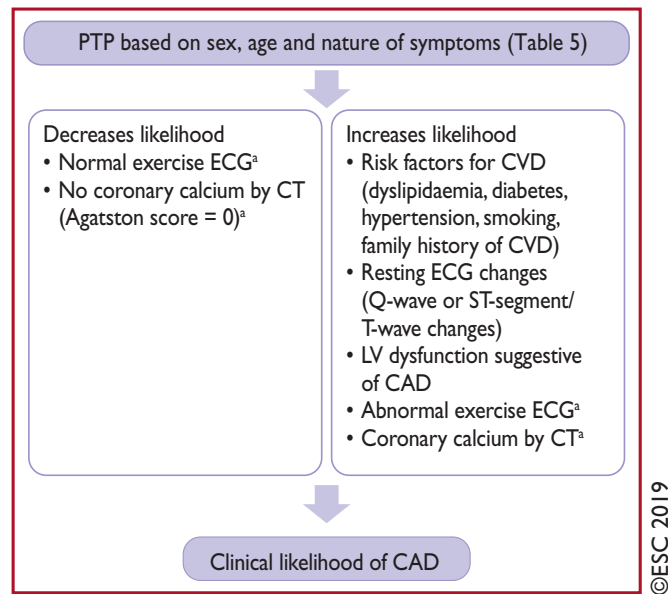 PTP based on sex, age and nature of symptoms (Table 5)
Decreases likelihood
• Normal exercise ECGᵃ
• No coronary calcium by CT
(Agatston score = 0)ᵃ
Increases likelihood
• Risk factors for CVD
(dyslipidaemia, diabetes,
hypertension, smoking,
family history of CVD)
• Resting ECG changes
(Q-wave or ST-segment/
T-wave changes)
• LV dysfunction suggestive
of CAD
• Abnormal exercise ECGᵃ
• Coronary calcium by CTᵃ
Clinical likelihood of CAD
©ESC 2019